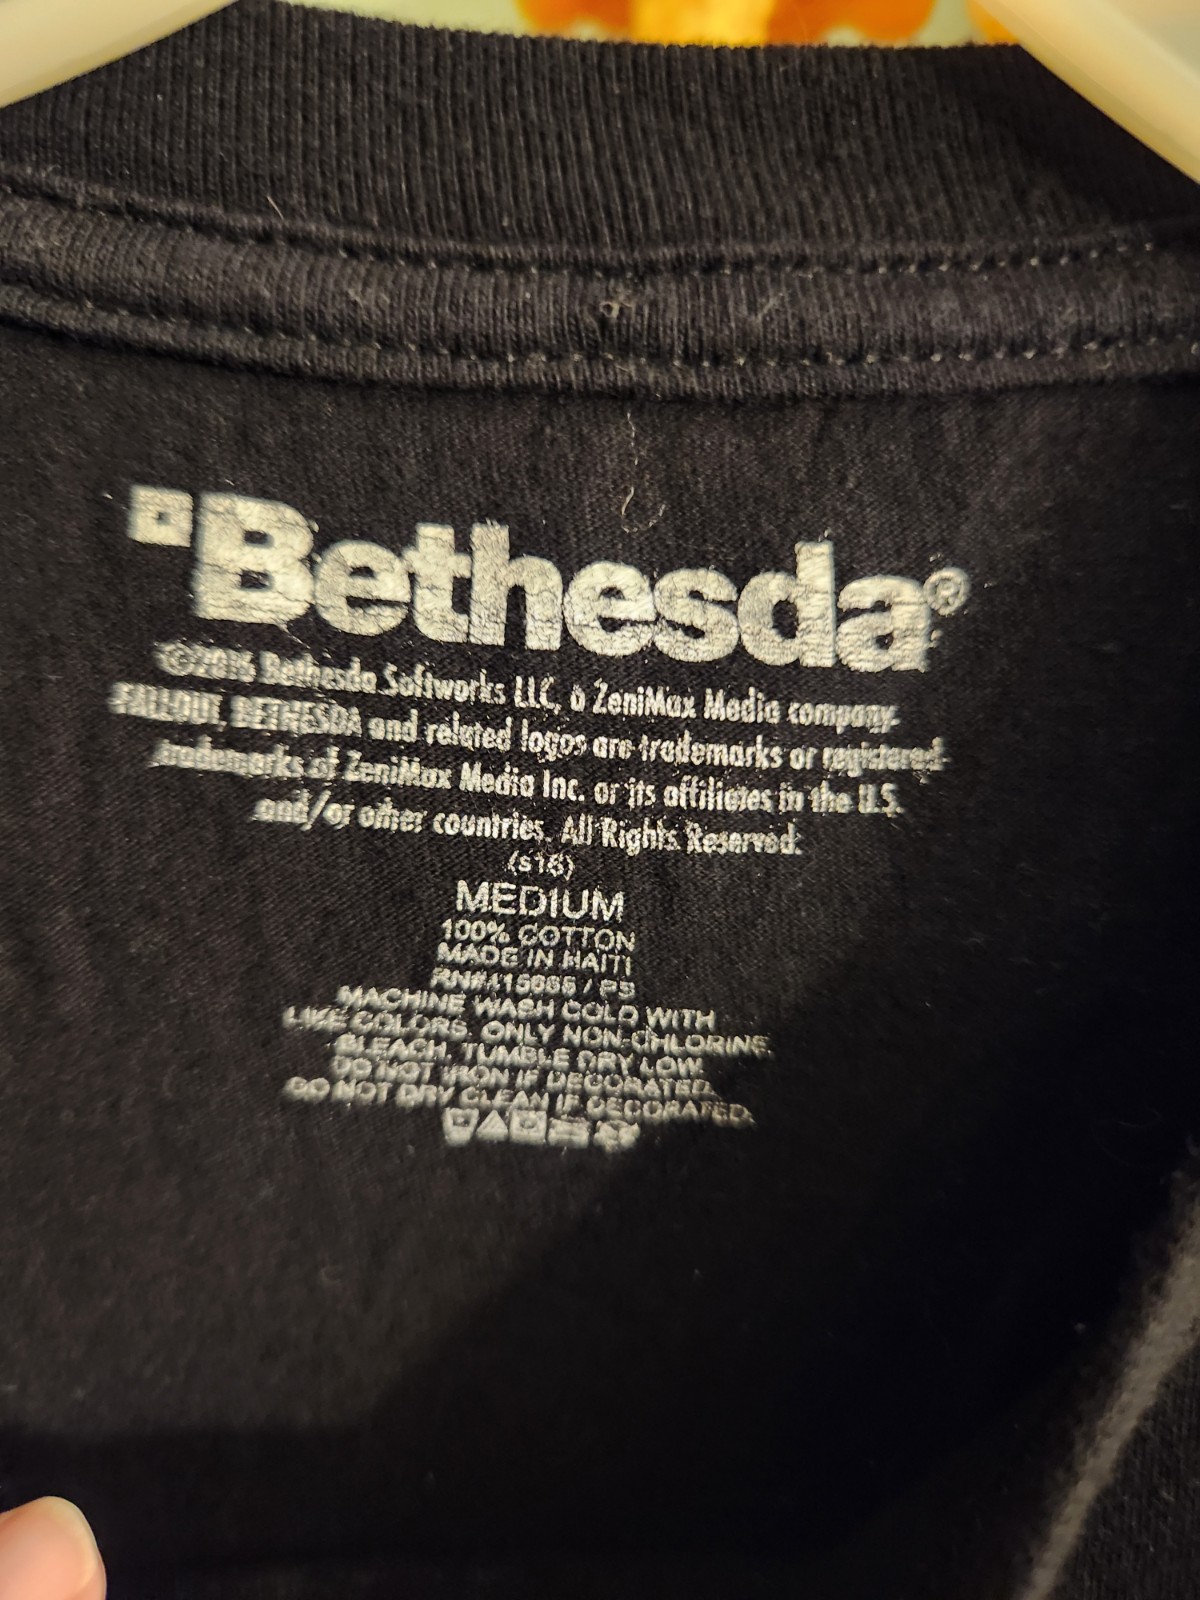 Bethesda®
©2016 Bethesda Softworks LLC, a ZeniMax Media company.
FALLOUT, BETHESDA and related logos are trademarks or registered
trademarks of ZeniMax Media Inc. or its affiliates in the U.S.
and/or other countries. All Rights Reserved.
(s16)
MEDIUM
100% COTTON
MADE IN HAITI
MACHINE WASH COLD WITH
LIKE COLORS. ONLY NON-CHLORINE
BLEACH. TUMBLE DRY LOW.
DO NOT IRON IF DECORATED.
DO NOT DRY CLEAN IF DECORATED.